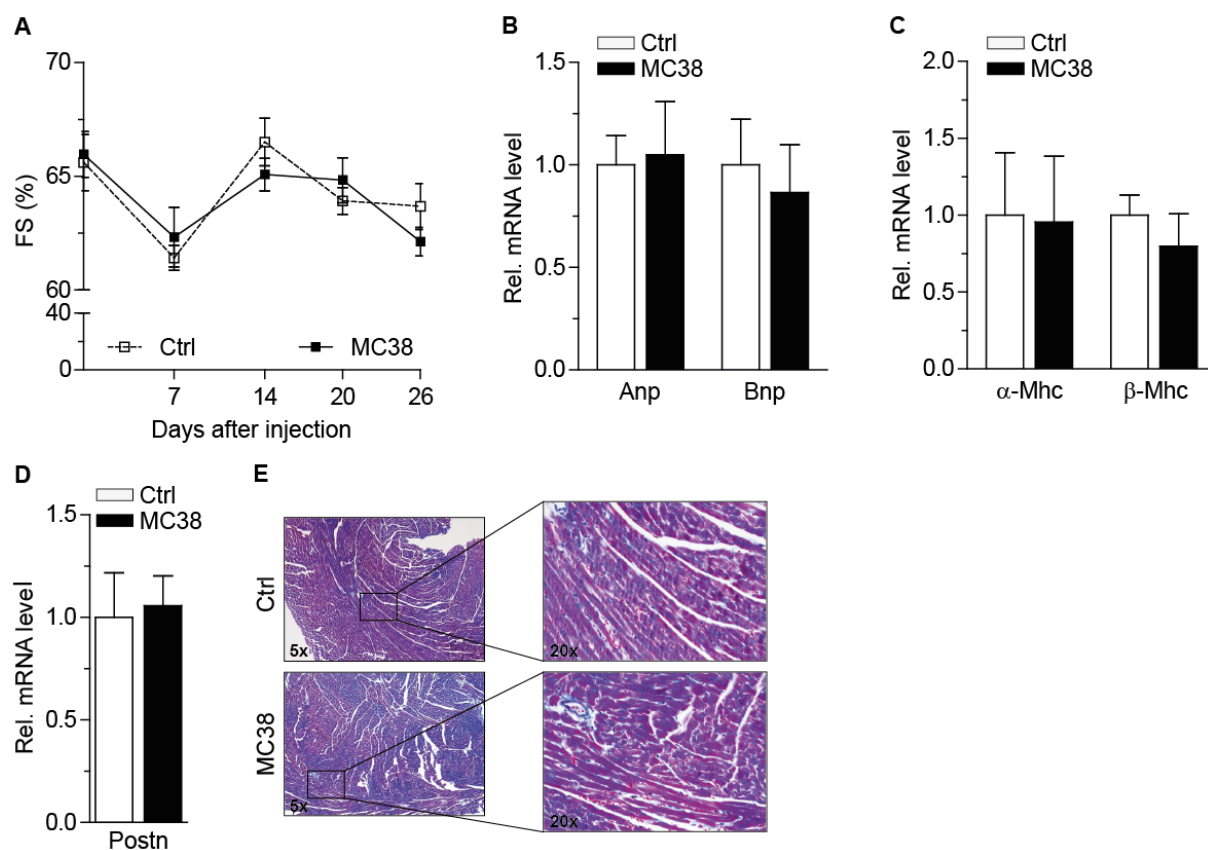 A
70
65
60
40
0
FS (%)
Ctrl
MC38
7
14
20
26
Days after injection
B
Ctrl
MC38
1.5
1.0
0.5
0.0
Rel. mRNA level
Anp
Bnp
C
Ctrl
MC38
2.0
1.5
1.0
0.5
0.0
Rel. mRNA level
α-Mhc
β-Mhc
D
Ctrl
MC38
1.5
1.0
0.5
0.0
Rel. mRNA level
Postn
E
Ctrl
5x
20x
MC38
5x
20x